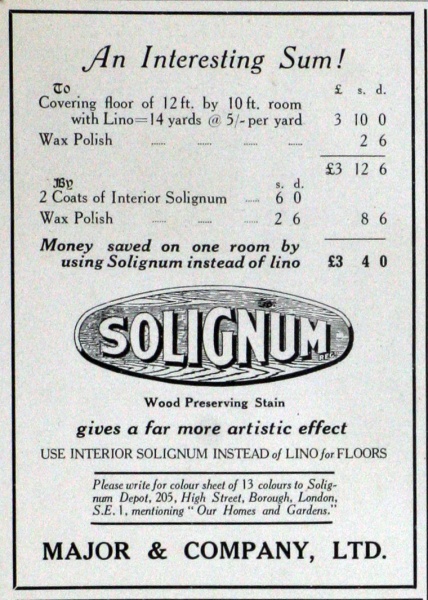 An Interesting Sum!
To £ s. d.
Covering floor of 12 ft. by 10 ft. room
with Lino=14 yards @ 5/- per yard 3 10 0
Wax Polish ...... ...... ...... ...... 2 6
£3 12 6
By s. d.
2 Coats of Interior Solignum ...... 6 0
Wax Polish ...... ...... 2 6 8 6
Money saved on one room by
using Solignum instead of lino £3 4 0
SOLIGNUM
Wood Preserving Stain
gives a far more artistic effect
USE INTERIOR SOLIGNUM INSTEAD of LINO for FLOORS
Please write for colour sheet of 13 colours to Solig-
num Depot, 205, High Street, Borough, London,
S.E. 1, mentioning "Our Homes and Gardens."
MAJOR & COMPANY, LTD.